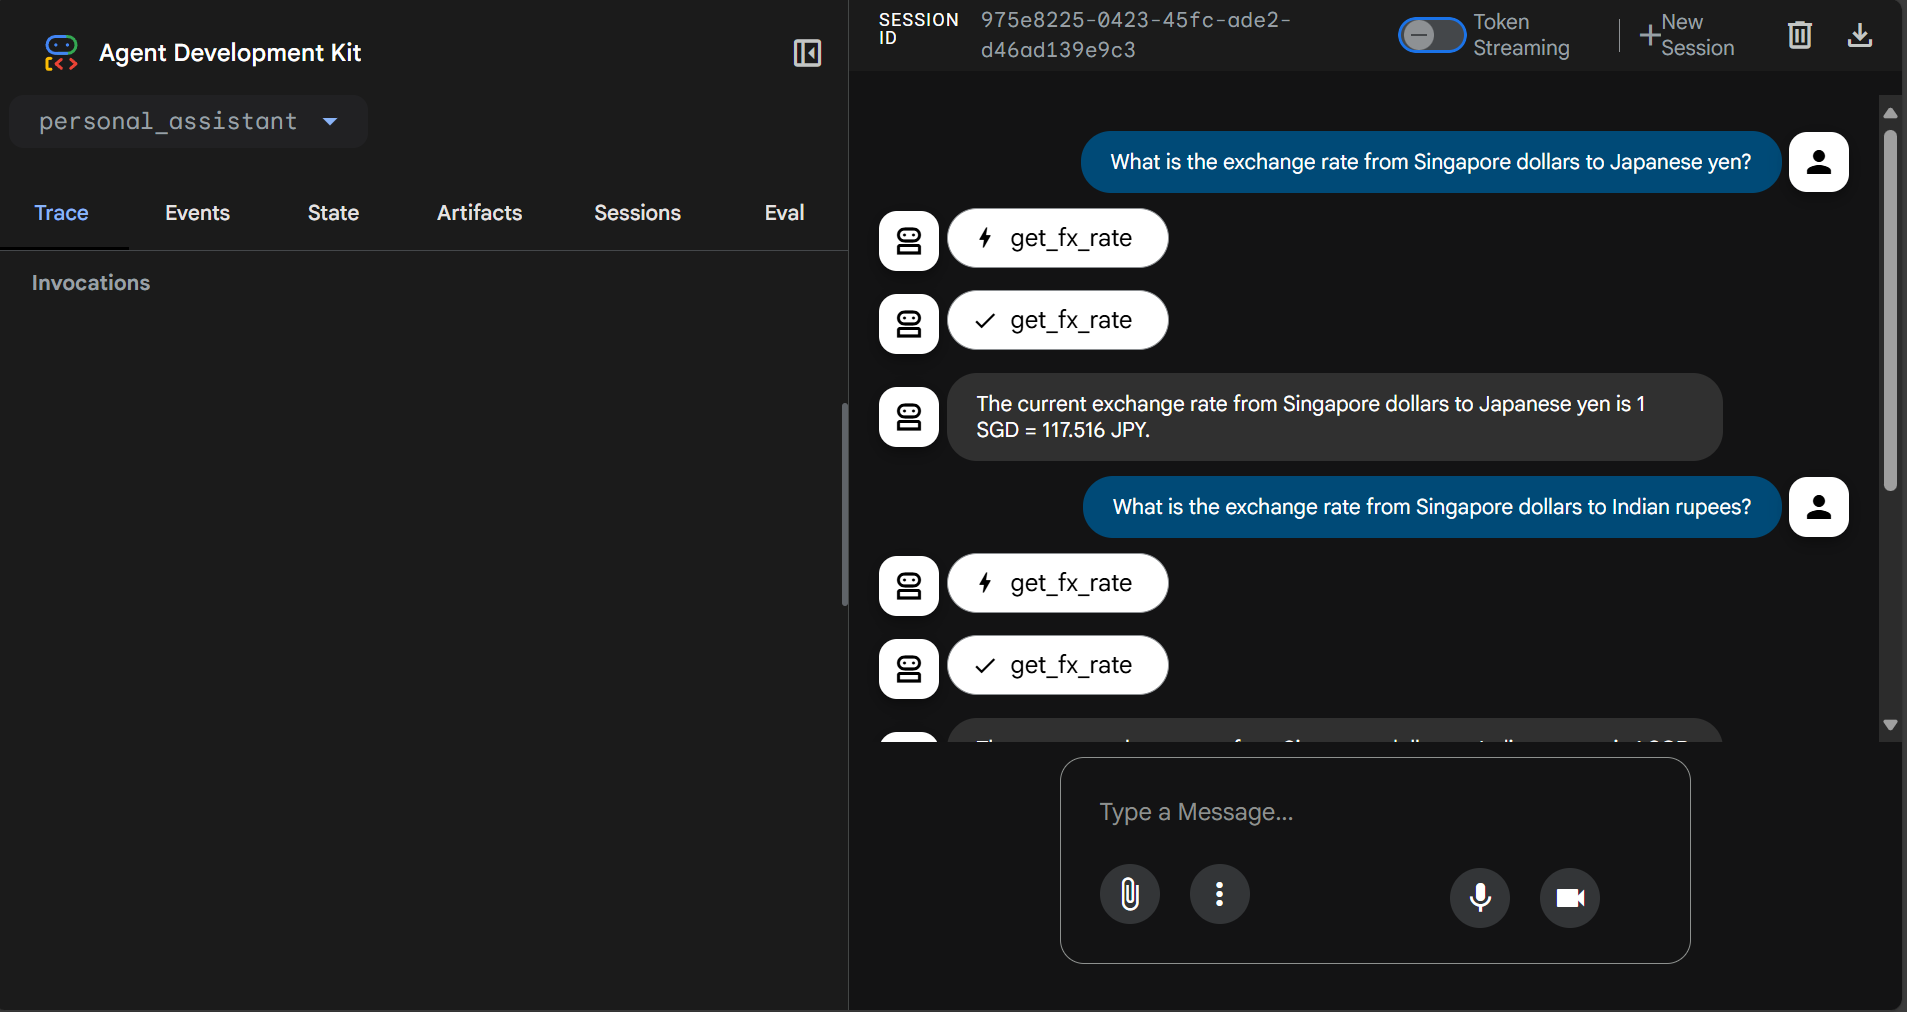 Agent Development Kit
personal_assistant
Trace
Events
State
Artifacts
Sessions
Eval
Invocations
SESSION
ID
975e8225-0423-45fc-ade2-
d46ad139e9c3
Token
Streaming
New
Session
What is the exchange rate from Singapore dollars to Japanese yen?
get_fx_rate
get_fx_rate
The current exchange rate from Singapore dollars to Japanese yen is 1
SGD = 117.516 JPY.
What is the exchange rate from Singapore dollars to Indian rupees?
get_fx_rate
get_fx_rate
Type a Message...